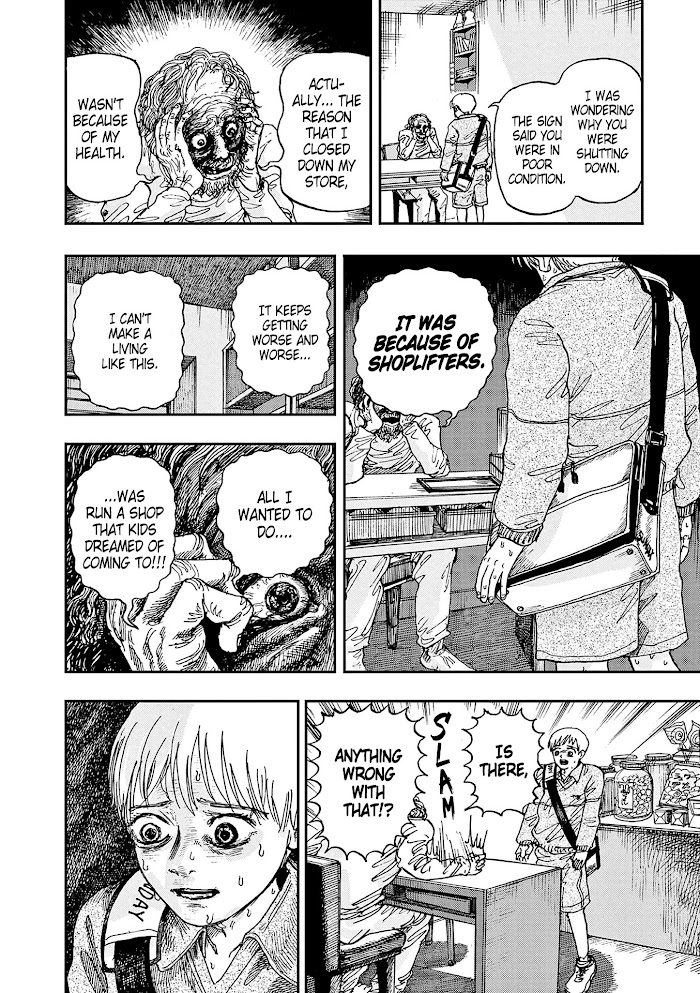 I WAS
WONDERING
WHY YOU
WERE
SHUTTING
DOWN.
THE SIGN
SAID YOU
WERE IN
POOR
CONDITION.
ACTU-
ALLY... THE
REASON
THAT I
CLOSED
DOWN MY
STORE,
WASN'T
BECAUSE
OF MY
HEALTH.
IT WAS
BECAUSE OF
SHOPLIFTERS.
IT KEEPS
GETTING
WORSE AND
WORSE...
I CAN'T
MAKE A
LIVING
LIKE THIS.
ALL I
WANTED TO
DO....
...WAS
RUN A SHOP
THAT KIDS
DREAMED OF
COMING TO!!!
IS
THERE,
SLAM
ANYTHING
WRONG
WITH
THAT!?
DAY